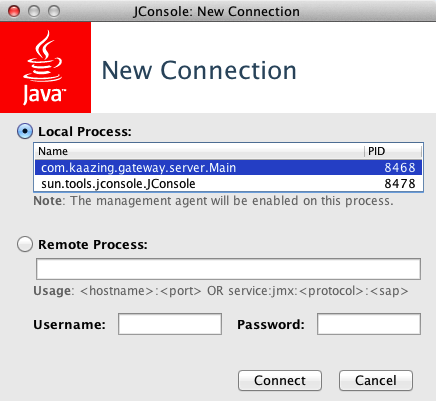 JConsole: New Connection
Java™
New Connection
Local Process:
Name PID
com.kaazing.gateway.server.Main 8468
sun.tools.jconsole.JConsole 8478
Note: The management agent will be enabled on this process.
Remote Process:
Usage: <hostname>:<port> OR service:jmx:<protocol>:<sap>
Username: Password:
Connect Cancel